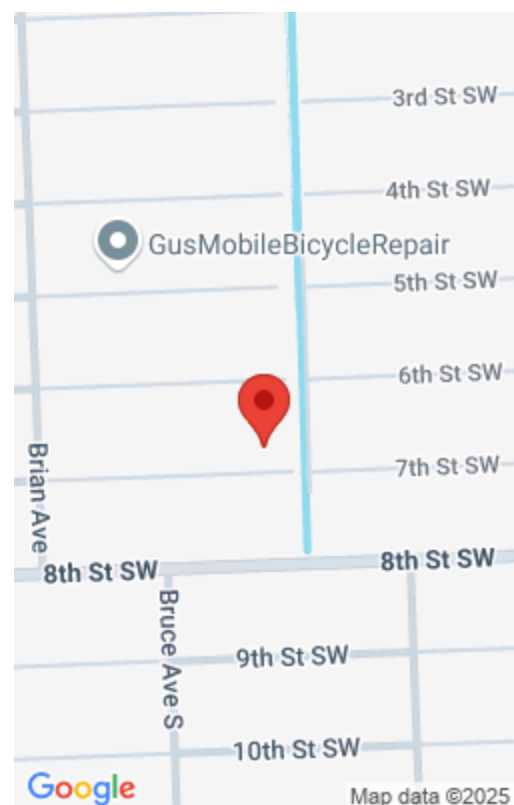 3rd St SW
4th St SW
GusMobileBicycleRepair
5th St SW
6th St SW
7th St SW
Brian Ave
8th St SW
8th St SW
Bruce Ave S
9th St SW
10th St SW
Google
Map data ©2025